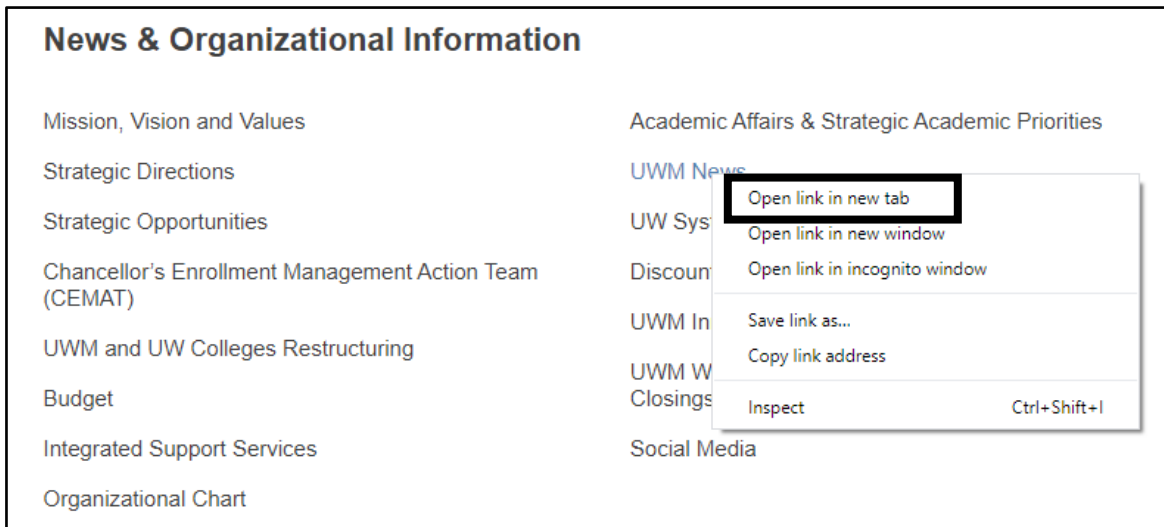 News & Organizational Information
Mission, Vision and Values
Strategic Directions
Strategic Opportunities
Chancellor's Enrollment Management Action Team
(CEMAT)
UWM and UW Colleges Restructuring
Budget
Integrated Support Services
Organizational Chart
Academic Affairs & Strategic Academic Priorities
UWM News
UW Sys
Discoun
UWM In
UWM W
Closings
Social Media
Open link in new tab
Open link in new window
Open link in incognito window
Save link as...
Copy link address
Inspect Ctrl+Shift+I